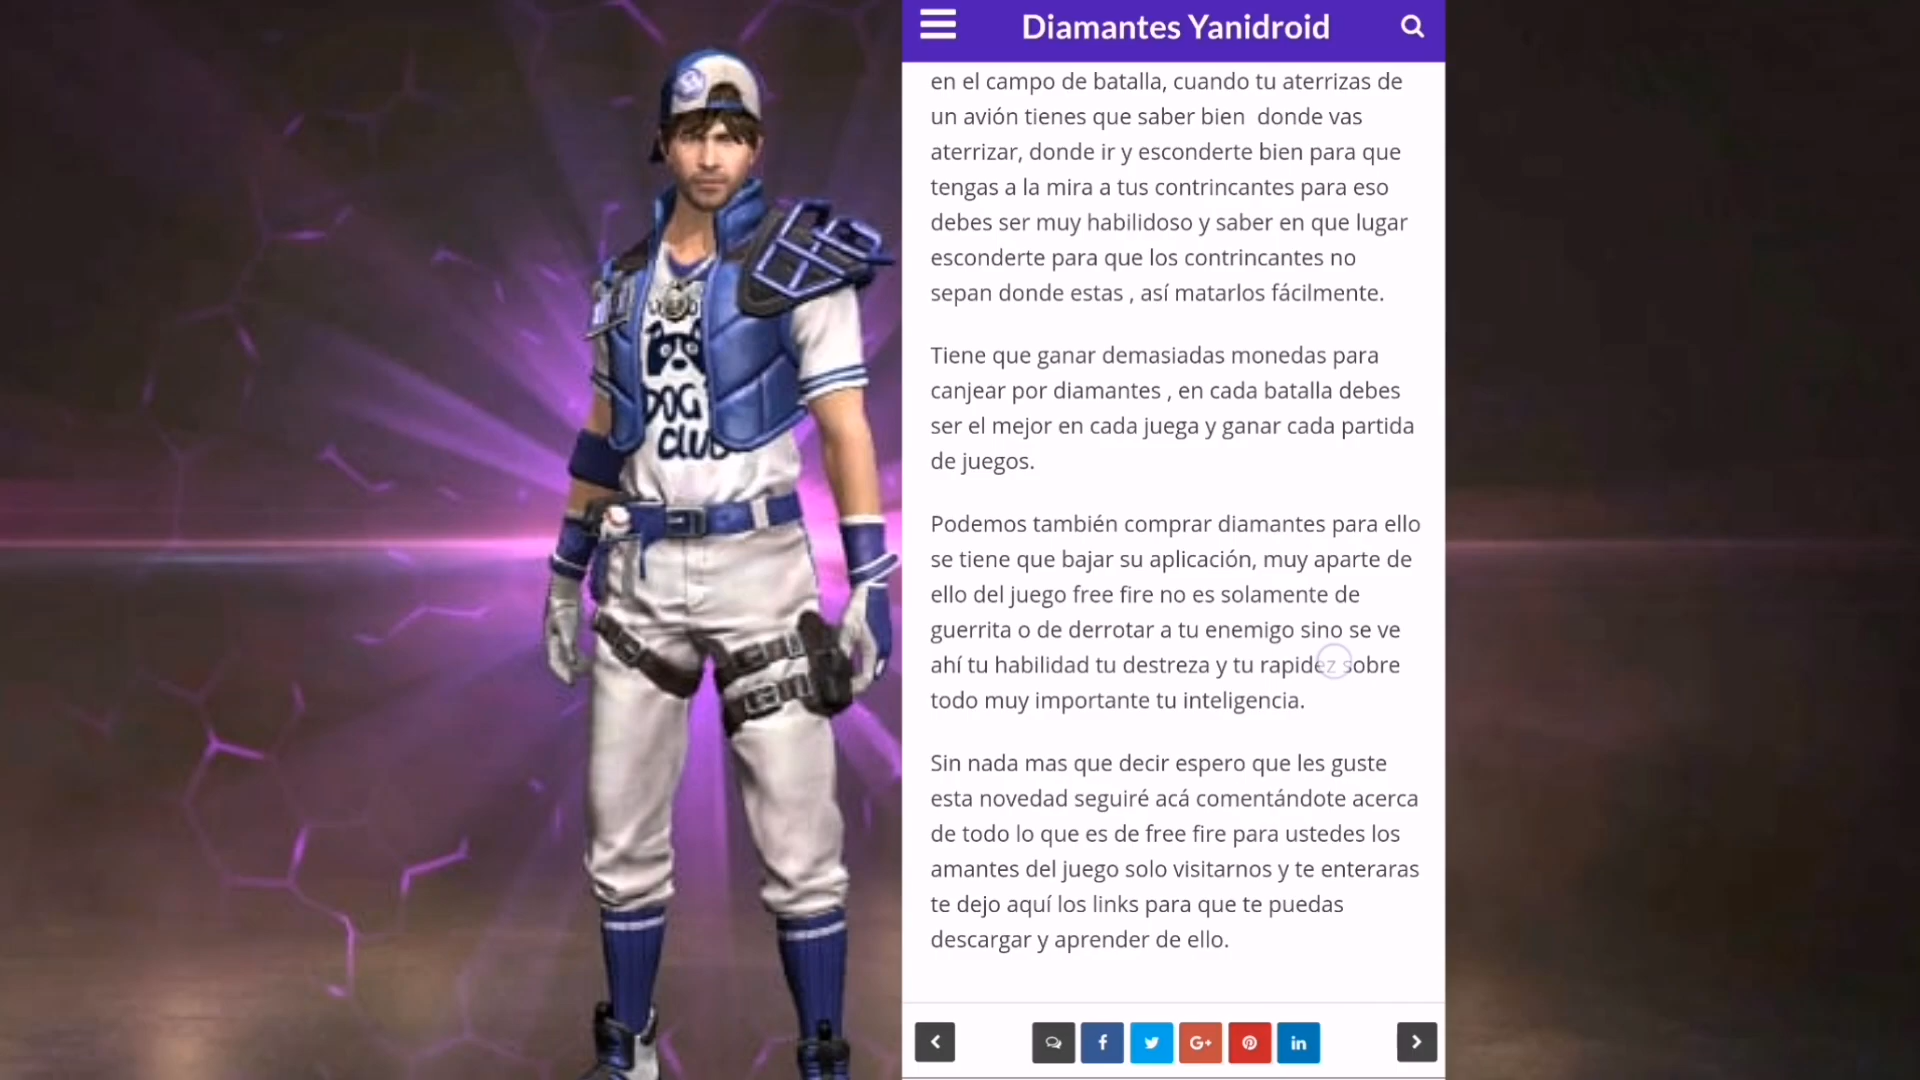 DOG
CLUB
Diamantes Yanidroid
en el campo de batalla, cuando tu aterrizas de
un avión tienes que saber bien donde vas
aterrizar, donde ir y esconderte bien para que
tengas a la mira a tus contrincantes para eso
debes ser muy habilidoso y saber en que lugar
esconderte para que los contrincantes no
sepan donde estas , así matarlos fácilmente.
Tiene que ganar demasiadas monedas para
canjear por diamantes , en cada batalla debes
ser el mejor en cada juega y ganar cada partida
de juegos.
Podemos también comprar diamantes para ello
se tiene que bajar su aplicación, muy aparte de
ello del juego free fire no es solamente de
guerrita o de derrotar a tu enemigo sino se ve
ahí tu habilidad tu destreza y tu rapidez sobre
todo muy importante tu inteligencia.
Sin nada mas que decir espero que les guste
esta novedad seguiré acá comentándote acerca
de todo lo que es de free fire para ustedes los
amantes del juego solo visitarnos y te enteraras
te dejo aquí los links para que te puedas
descargar y aprender de ello.